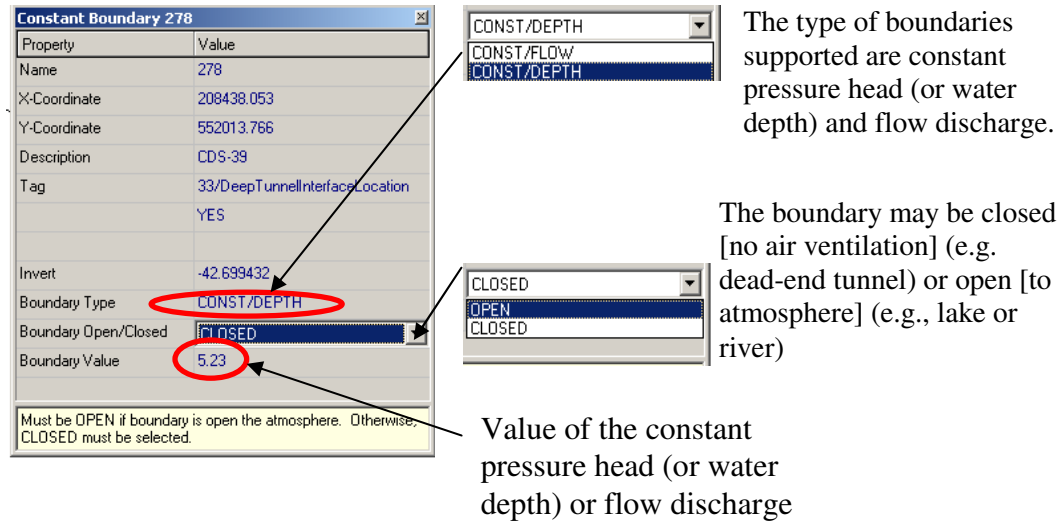 Constant Boundary 278
Property Value
Name 278
X-Coordinate 208438.053
Y-Coordinate 552013.766
Description CDS-39
Tag 33/DeepTunnelInterfaceLocation
YES
Invert -42.699432
Boundary Type CONST/DEPTH
Boundary Open/Closed CLOSED
Boundary Value 5.23
Must be OPEN if boundary is open the atmosphere. Otherwise,
CLOSED must be selected.
CONST/DEPTH
CONST/FLOW
CONST/DEPTH
The type of boundaries
supported are constant
pressure head (or water
depth) and flow discharge.
CLOSED
OPEN
CLOSED
The boundary may be closed
[no air ventilation] (e.g.
dead-end tunnel) or open [to
atmosphere] (e.g., lake or
river)
Value of the constant
pressure head (or water
depth) or flow discharge